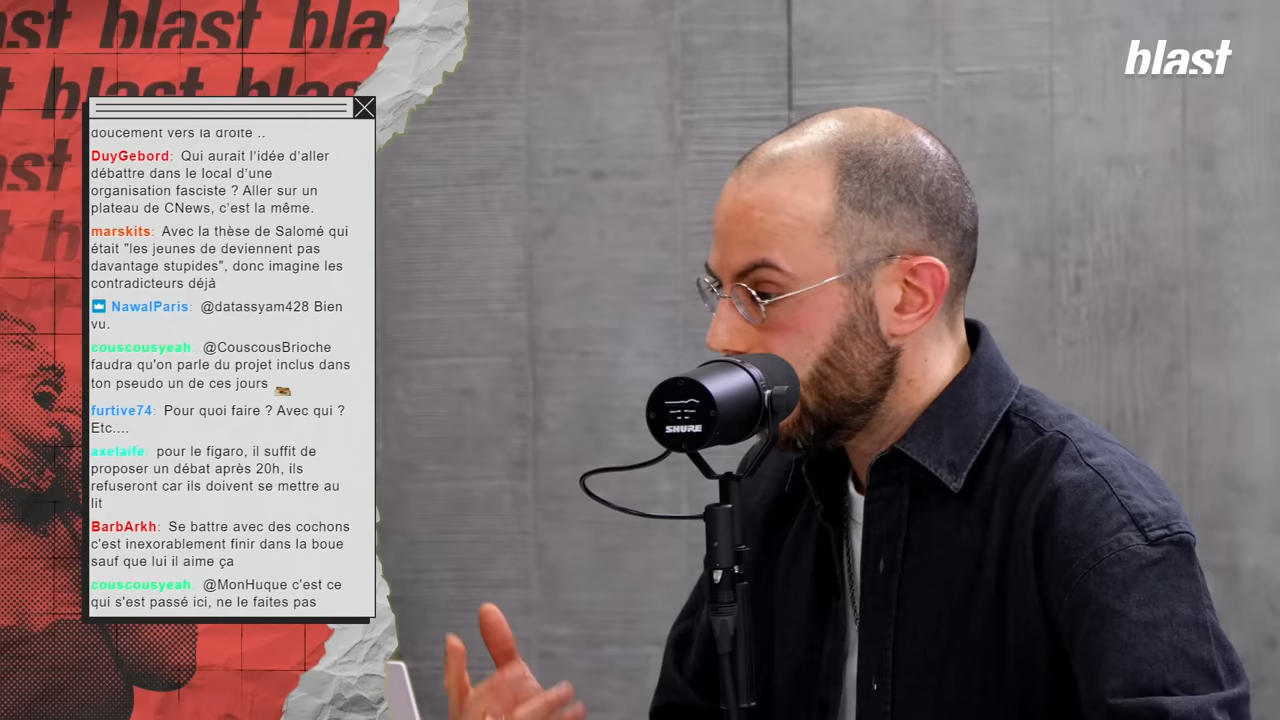 ast blast bla
blast
blast blas
doucement vers la droite ..
DuyGebord: Qui aurait l'idée d'aller
débattre dans le local d'une
organisation fasciste ? Aller sur un
plateau de CNews, c'est la même.
ast
marskits: Avec la thèse de Salomé qui
était "les jeunes de deviennent pas
davantage stupides", donc imagine les
contradicteurs déjà
NawalParis: @datassyam428 Bien
vu.
couscousyeah: @CouscousBrioche
faudra qu'on parle du projet inclus dans
ton pseudo un de ces jours
furtive74: Pour quoi faire ? Avec qui ?
Etc....
SHURE
axelaife: pour le figaro, il suffit de
proposer un débat après 20h, ils
refuseront car ils doivent se mettre au
lit
BarbArkh: Se battre avec des cochons
c'est inexorablement finir dans la boue
sauf que lui il aime ça
couscousyeah: @MonHuque c'est ce
qui s'est passé ici, ne le faites pas